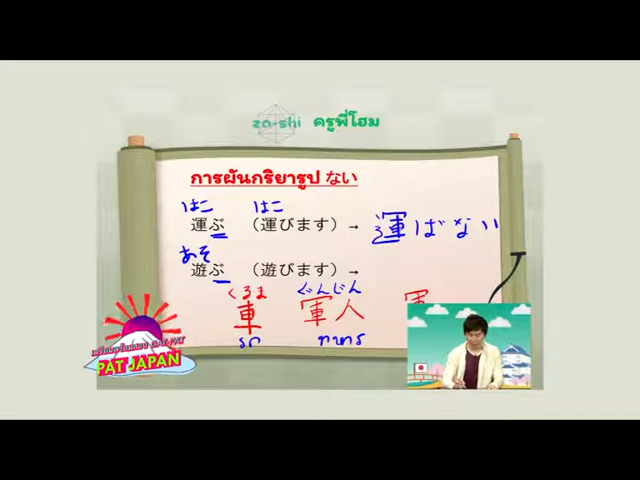 za-shi ครูพี่โฮม
การผันกริยารูป ない
はこ はこ
運ぶ （運びます）→ 運ばない
あそ
遊ぶ （遊びます）→
くるま ぐんじん
車 軍人 軍
รถ ทหาร
PAT JAPAN